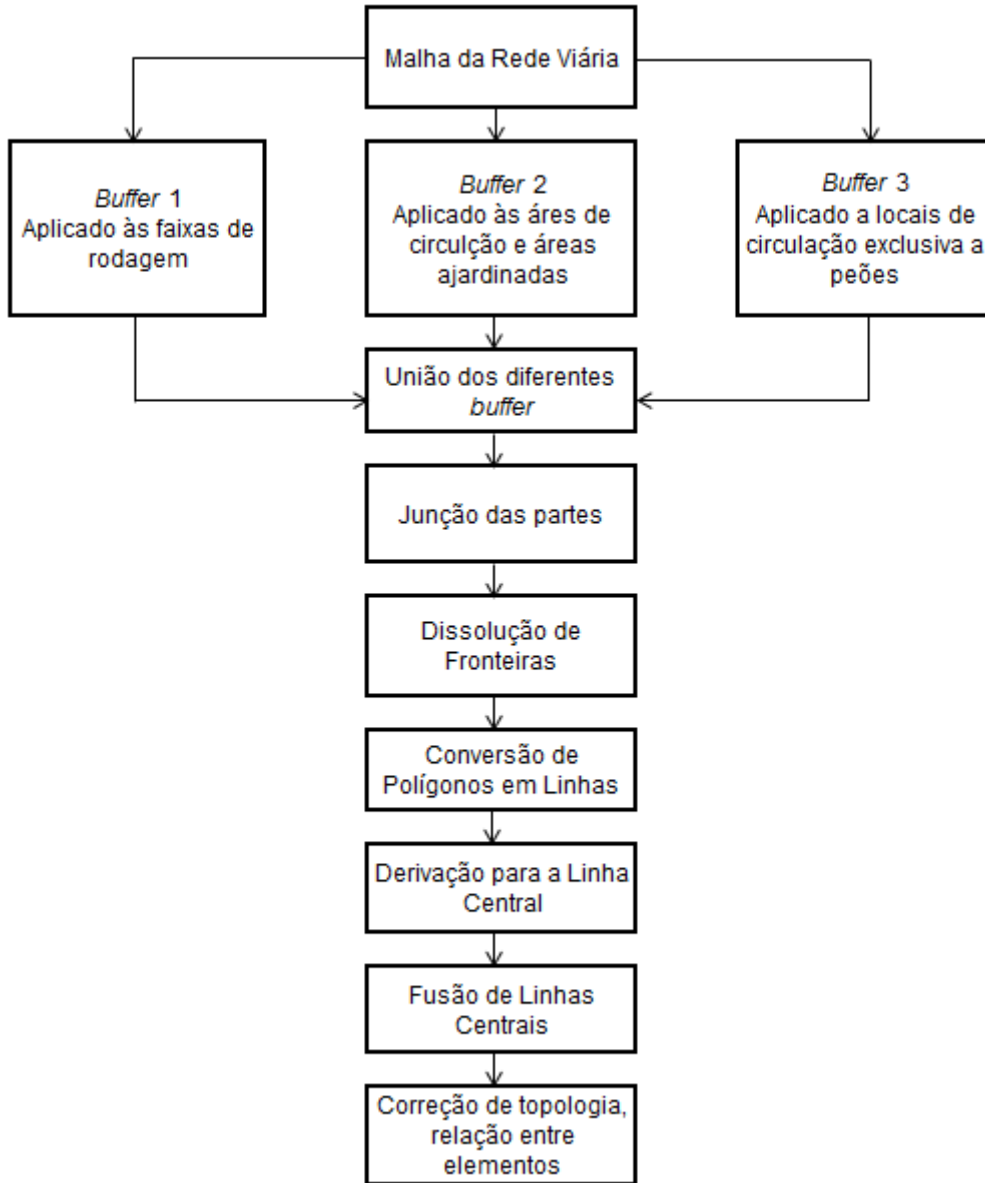 Malha da Rede Viária
Buffer 1
Aplicado às faixas de
rodagem
Buffer 2
Aplicado às áres de
circulção e áreas
ajardinadas
Buffer 3
Aplicado a locais de
circulação exclusiva a
peões
União dos diferentes
buffer
Junção das partes
Dissolução de
Fronteiras
Conversão de
Polígonos em Linhas
Derivação para a Linha
Central
Fusão de Linhas
Centrais
Correção de topologia,
relação entre
elementos